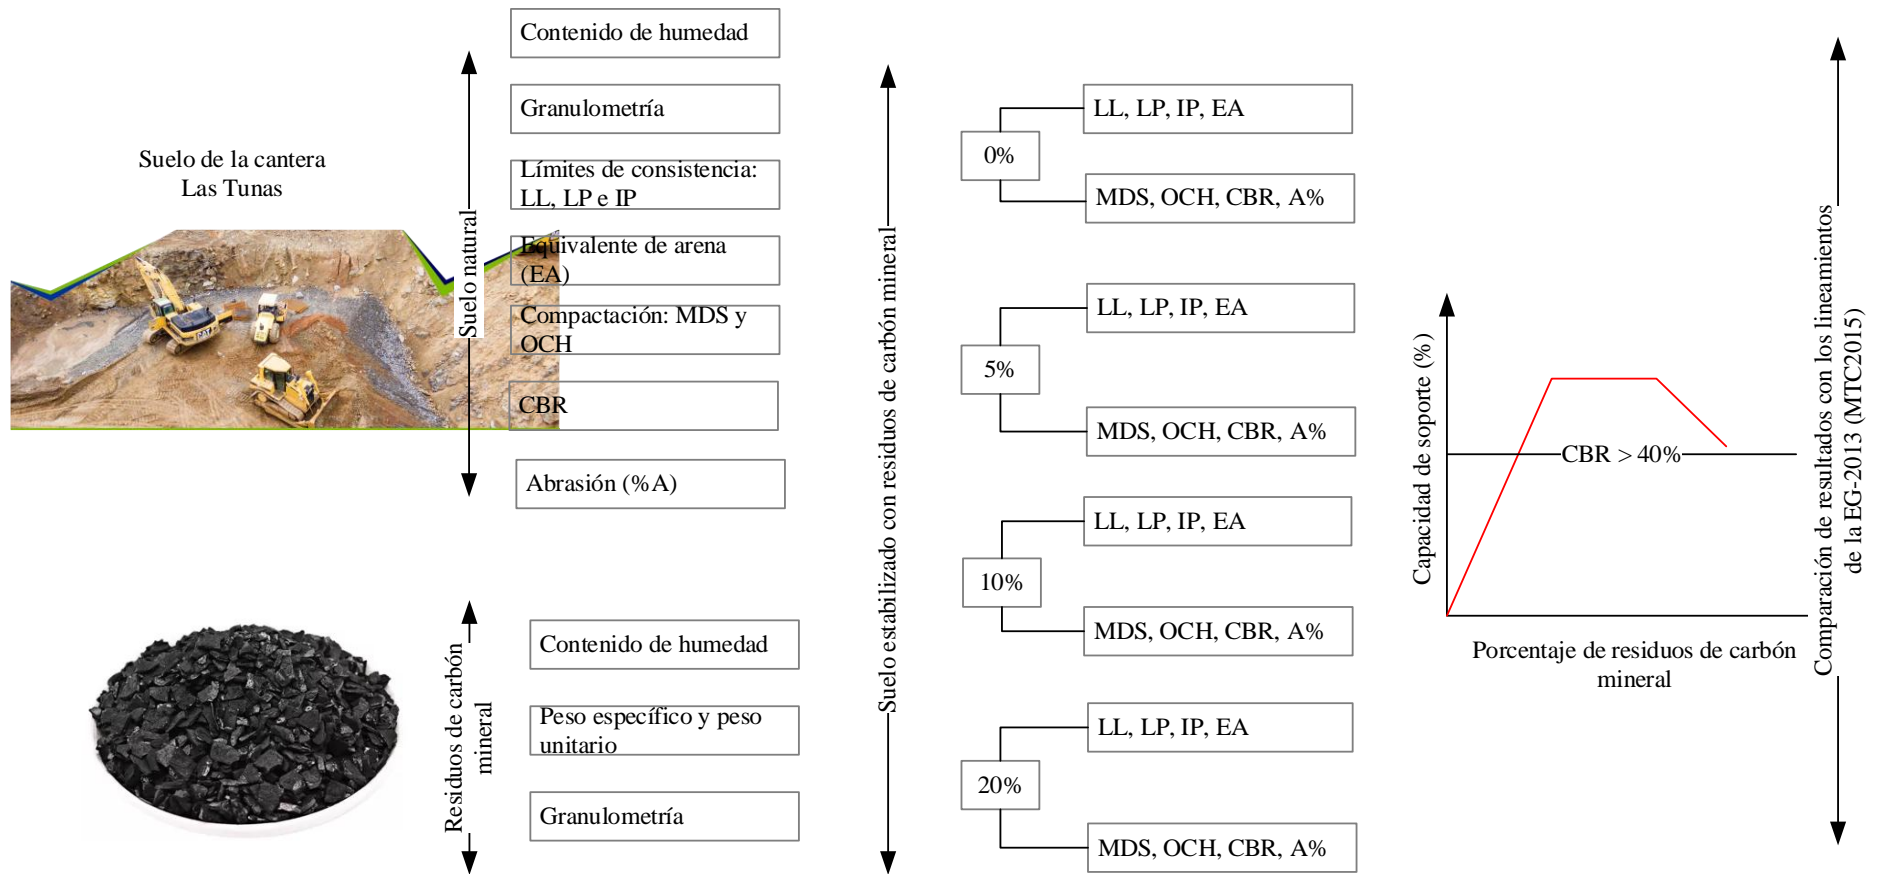 Suelo de la cantera
Las Tunas
Suelo natural
Contenido de humedad
Granulometría
Límites de consistencia:
LL, LP e IP
Equivalente de arena
(EA)
Compactación: MDS y
OCH
CBR
Abrasión (%A)
CAT
Residuos de carbón
mineral
Contenido de humedad
Peso específico y peso
unitario
Granulometría
Suelo estabilizado con residuos de carbón mineral
0%
LL, LP, IP, EA
MDS, OCH, CBR, A%
5%
LL, LP, IP, EA
MDS, OCH, CBR, A%
10%
LL, LP, IP, EA
MDS, OCH, CBR, A%
20%
LL, LP, IP, EA
MDS, OCH, CBR, A%
Capacidad de soporte (%)
CBR > 40%
Porcentaje de residuos de carbón
mineral
Comparación de resultados con los lineamientos
de la EG-2013 (MTC2015)